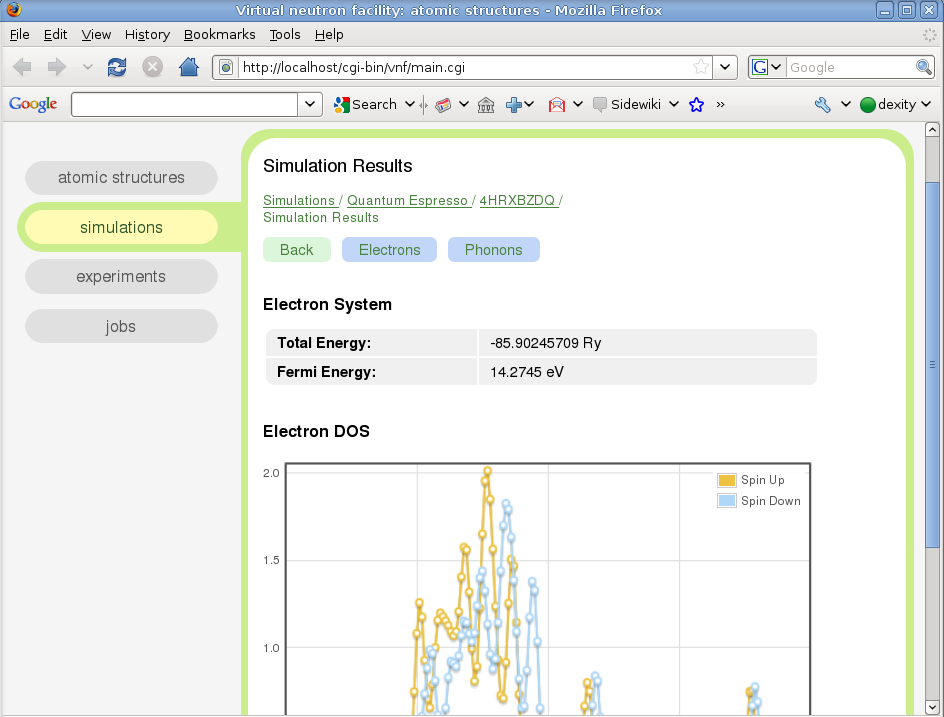 Virtual neutron facility: atomic structures - Mozilla Firefox
File Edit View History Bookmarks Tools Help
http://localhost/cgi-bin/vnf/main.cgi
G Google
Google Search Sidewiki » dexity
atomic structures
simulations
experiments
jobs
Simulation Results
Simulations / Quantum Espresso / 4HRXBZDQ /
Simulation Results
Back Electrons Phonons
Electron System
Total Energy: -85.90245709 Ry
Fermi Energy: 14.2745 eV
Electron DOS
2.0
Spin Up
Spin Down
1.5
1.0